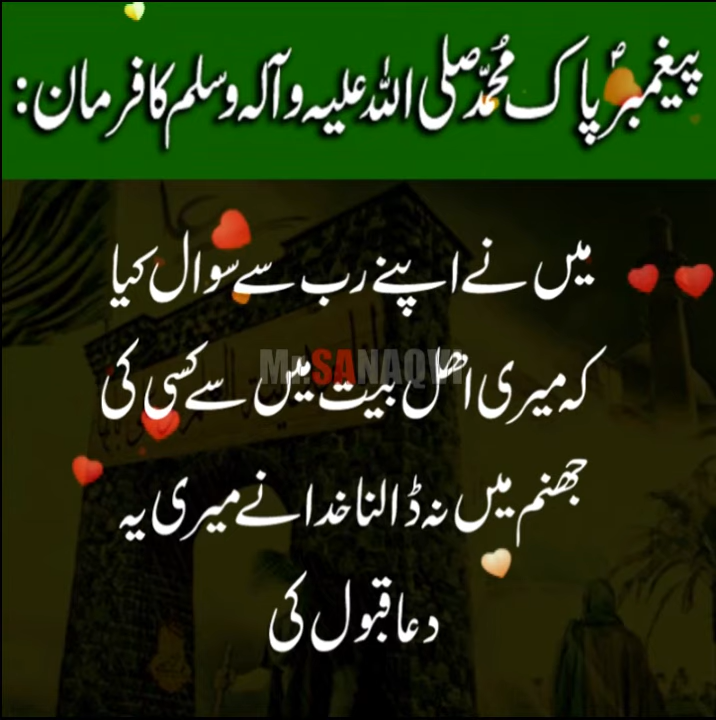 پیغمبرؐ پاک محمدؐ صلی اللہ علیہ وآلہ وسلم کا فرمان:
میں نے اپنے رب سے سوال کیا
کہ میری اھل بیت میں سے کسی کی
جھنم میں نہ ڈالنا خدا نے میری یہ
دعا قبول کی
Mr.SANAQVI